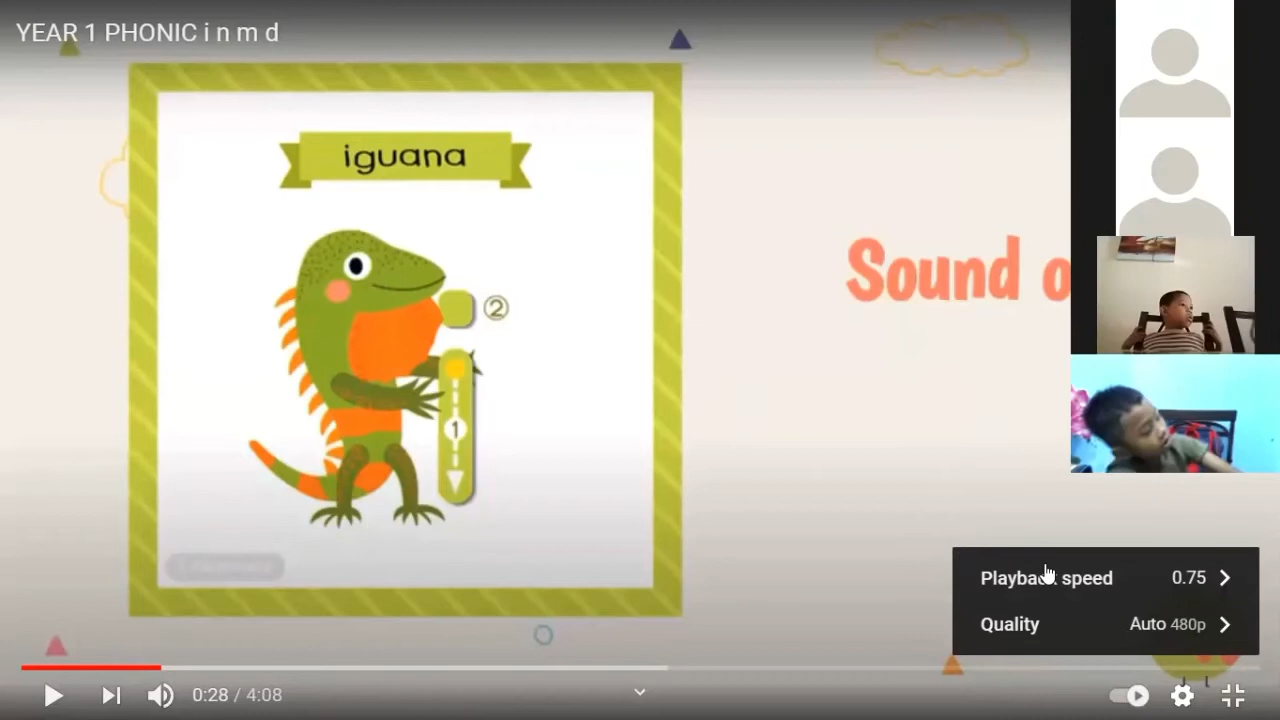 YEAR 1 PHONIC i n m d
iguana
2
1
Sound o
Playback speed 0.75
Quality Auto 480p
0:28 / 4:08